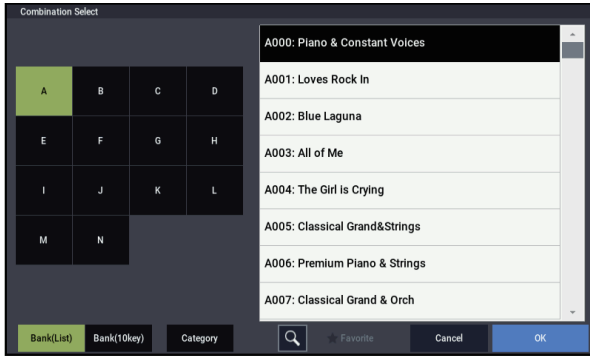 Combination Select
A B C D
E F G H
I J K L
M N
A000: Piano & Constant Voices
A001: Loves Rock In
A002: Blue Laguna
A003: All of Me
A004: The Girl is Crying
A005: Classical Grand&Strings
A006: Premium Piano & Strings
A007: Classical Grand & Orch
Bank(List) Bank(10key) Category Favorite Cancel OK